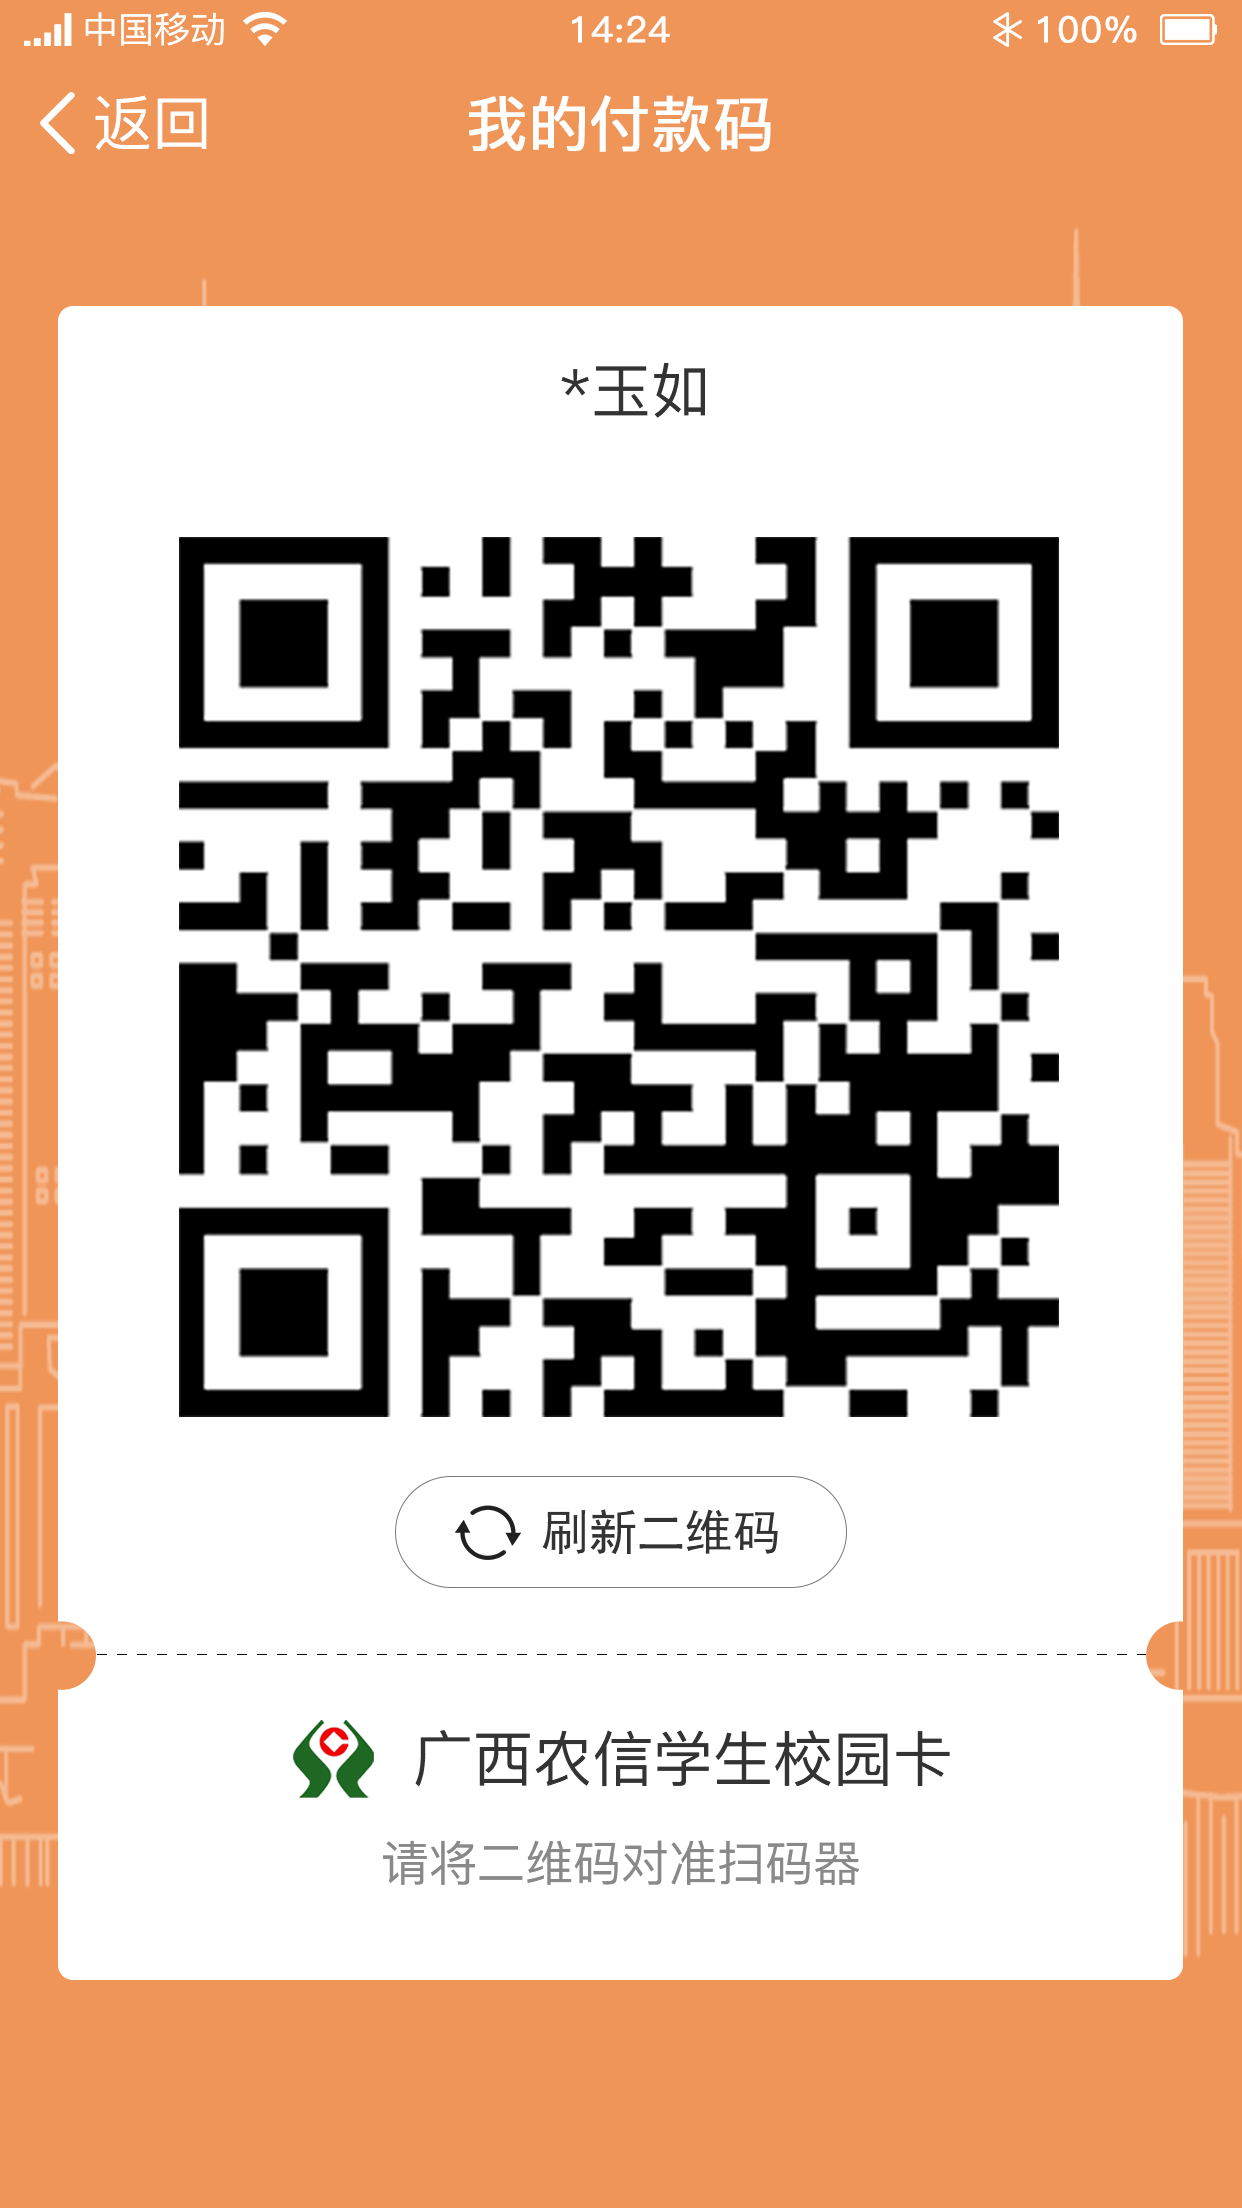 中国移动 14:24 100%
返回 我的付款码
*玉如
刷新二维码
广西农信学生校园卡
请将二维码对准扫码器